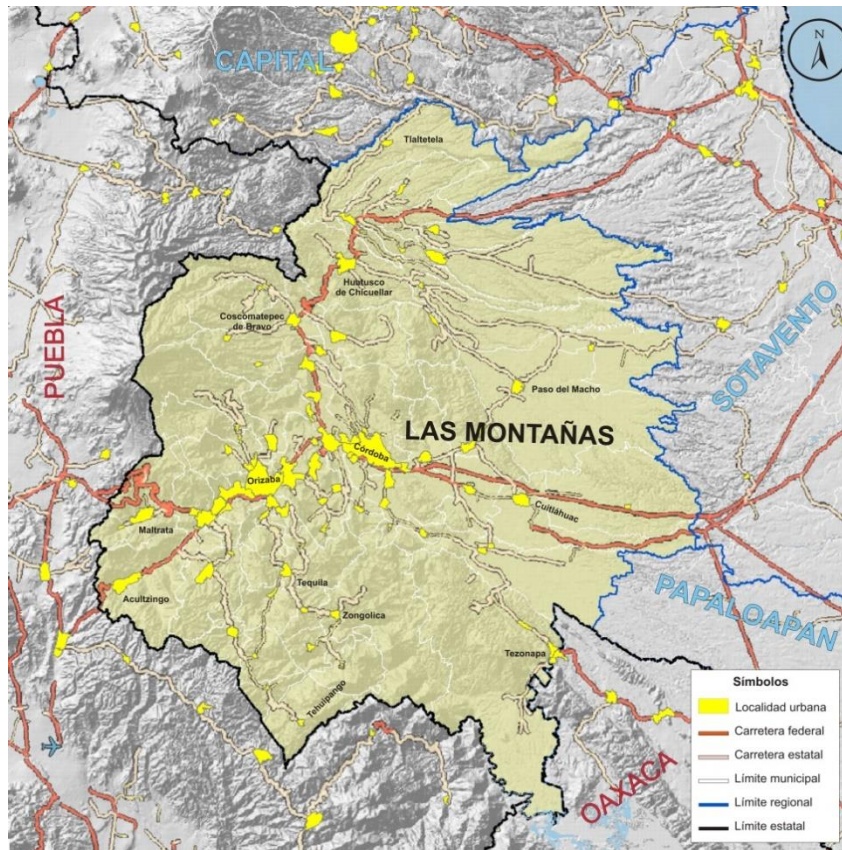 CAPITAL
Tlaltetela
Huatusco
de Chicuellar
Coscomatepec
de Bravo
PUEBLA
SOTAVENTO
Paso del Macho
LAS MONTAÑAS
Córdoba
Orizaba
Cuitláhuac
Maltrata
Acultzingo
Tequila
Zongolica
PAPALOAPAN
Tezonapa
Tehuipango
OAXACA
Símbolos
Localidad urbana
Carretera federal
Carretera estatal
Límite municipal
Límite regional
Límite estatal